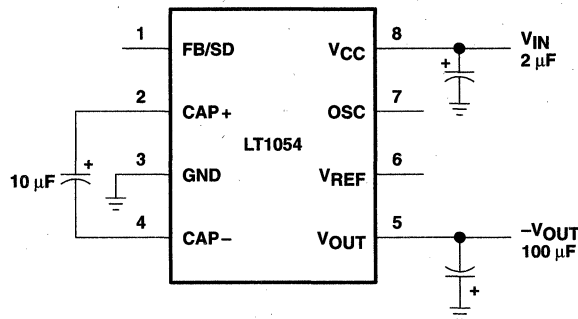 1 FB/SD VCC 8 VIN
2 µF
2 CAP+ OSC 7
LT1054
10 µF + 3 GND VREF 6
4 CAP− VOUT 5 −VOUT
100 µF
+
+